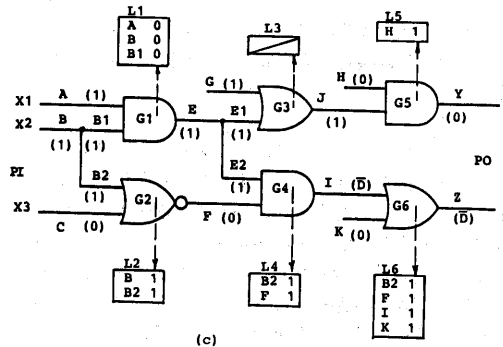 L1
A 0
B 0
B1 0
L3
L5
H 1
X1 A (1)
X2 B B1
(1) (1)
G1
E
(1)
E1
(1)
G (1)
G3
J
(1)
H (0)
G5
Y
(0)
PI
B2
(1)
E2
(1)
G4
I (D̅)
PO
X3
C (0)
G2
F (0)
K (0)
G6
Z
(D̅)
L2
B 1
B2 1
L4
B2 1
F 1
L6
B2 1
F 1
I 1
K 1
(c)